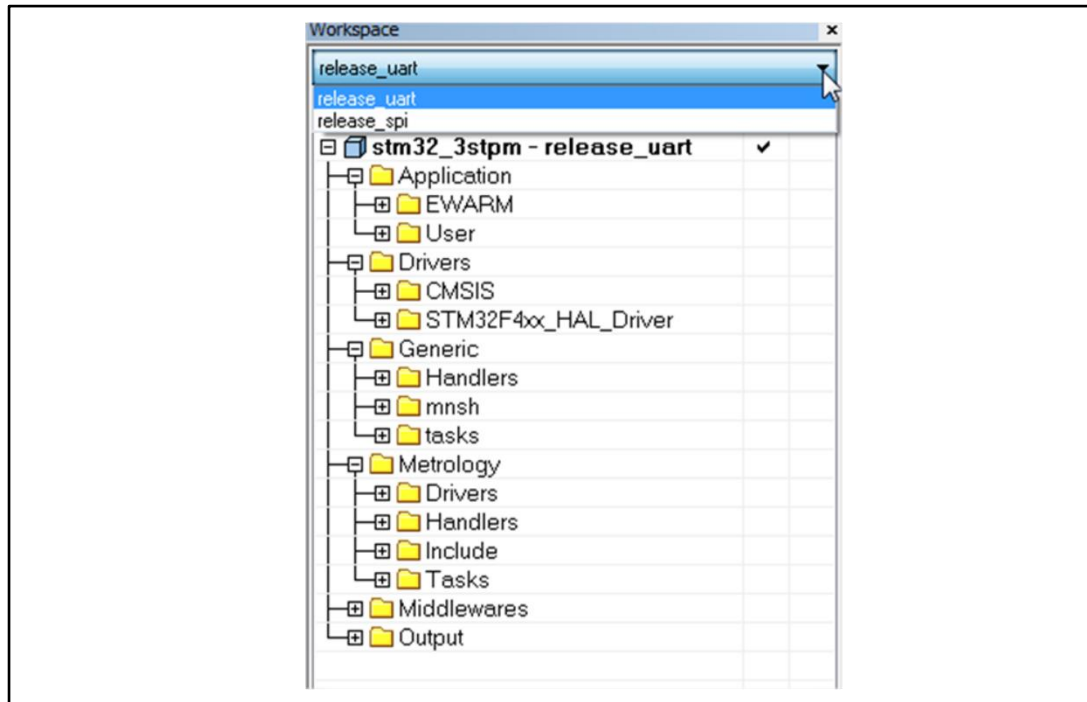 Workspace
release_uart
release_uart
release_spi
stm32_3stpm - release_uart
Application
EWARM
User
Drivers
CMSIS
STM32F4xx_HAL_Driver
Generic
Handlers
mnsh
tasks
Metrology
Drivers
Handlers
Include
Tasks
Middlewares
Output